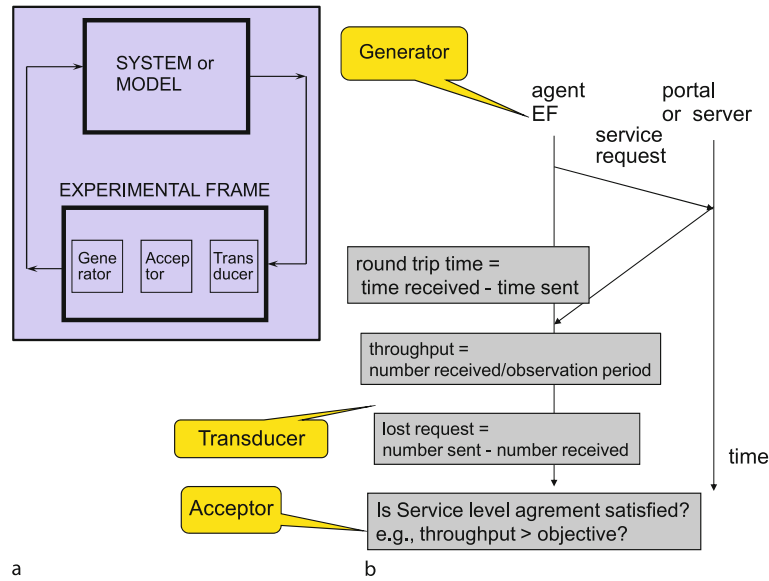 SYSTEM or
MODEL
EXPERIMENTAL FRAME
Gene
rator
Accep
tor
Trans
ducer
a
Generator
agent
EF
portal
or server
service
request
round trip time =
time received - time sent
throughput =
number received/observation period
Transducer
lost request =
number sent - number received
time
Acceptor
Is Service level agrement satisfied?
e.g., throughput > objective?
b